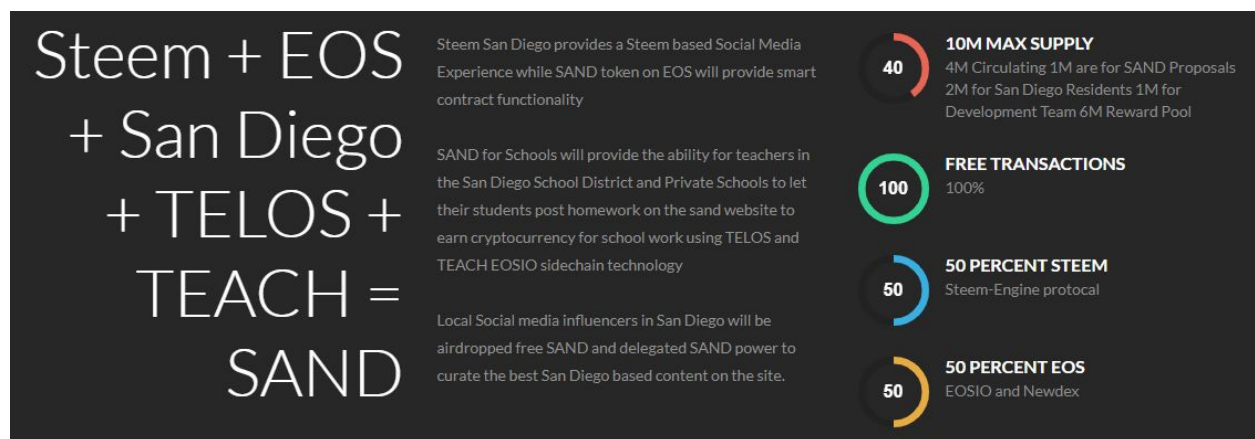 Steem + EOS
+ San Diego
+ TELOS +
TEACH =
SAND
Steem San Diego provides a Steem based Social Media
Experience while SAND token on EOS will provide smart
contract functionality
SAND for Schools will provide the ability for teachers in
the San Diego School District and Private Schools to let
their students post homework on the sand website to
earn cryptocurrency for school work using TELOS and
TEACH EOSIO sidechain technology
Local Social media influencers in San Diego will be
airdropped free SAND and delegated SAND power to
curate the best San Diego based content on the site.
40
10M MAX SUPPLY
4M Circulating 1M are for SAND Proposals
2M for San Diego Residents 1M for
Development Team 6M Reward Pool
100
FREE TRANSACTIONS
100%
50
50 PERCENT STEEM
Steem-Engine protocal
50
50 PERCENT EOS
EOSIO and Newdex